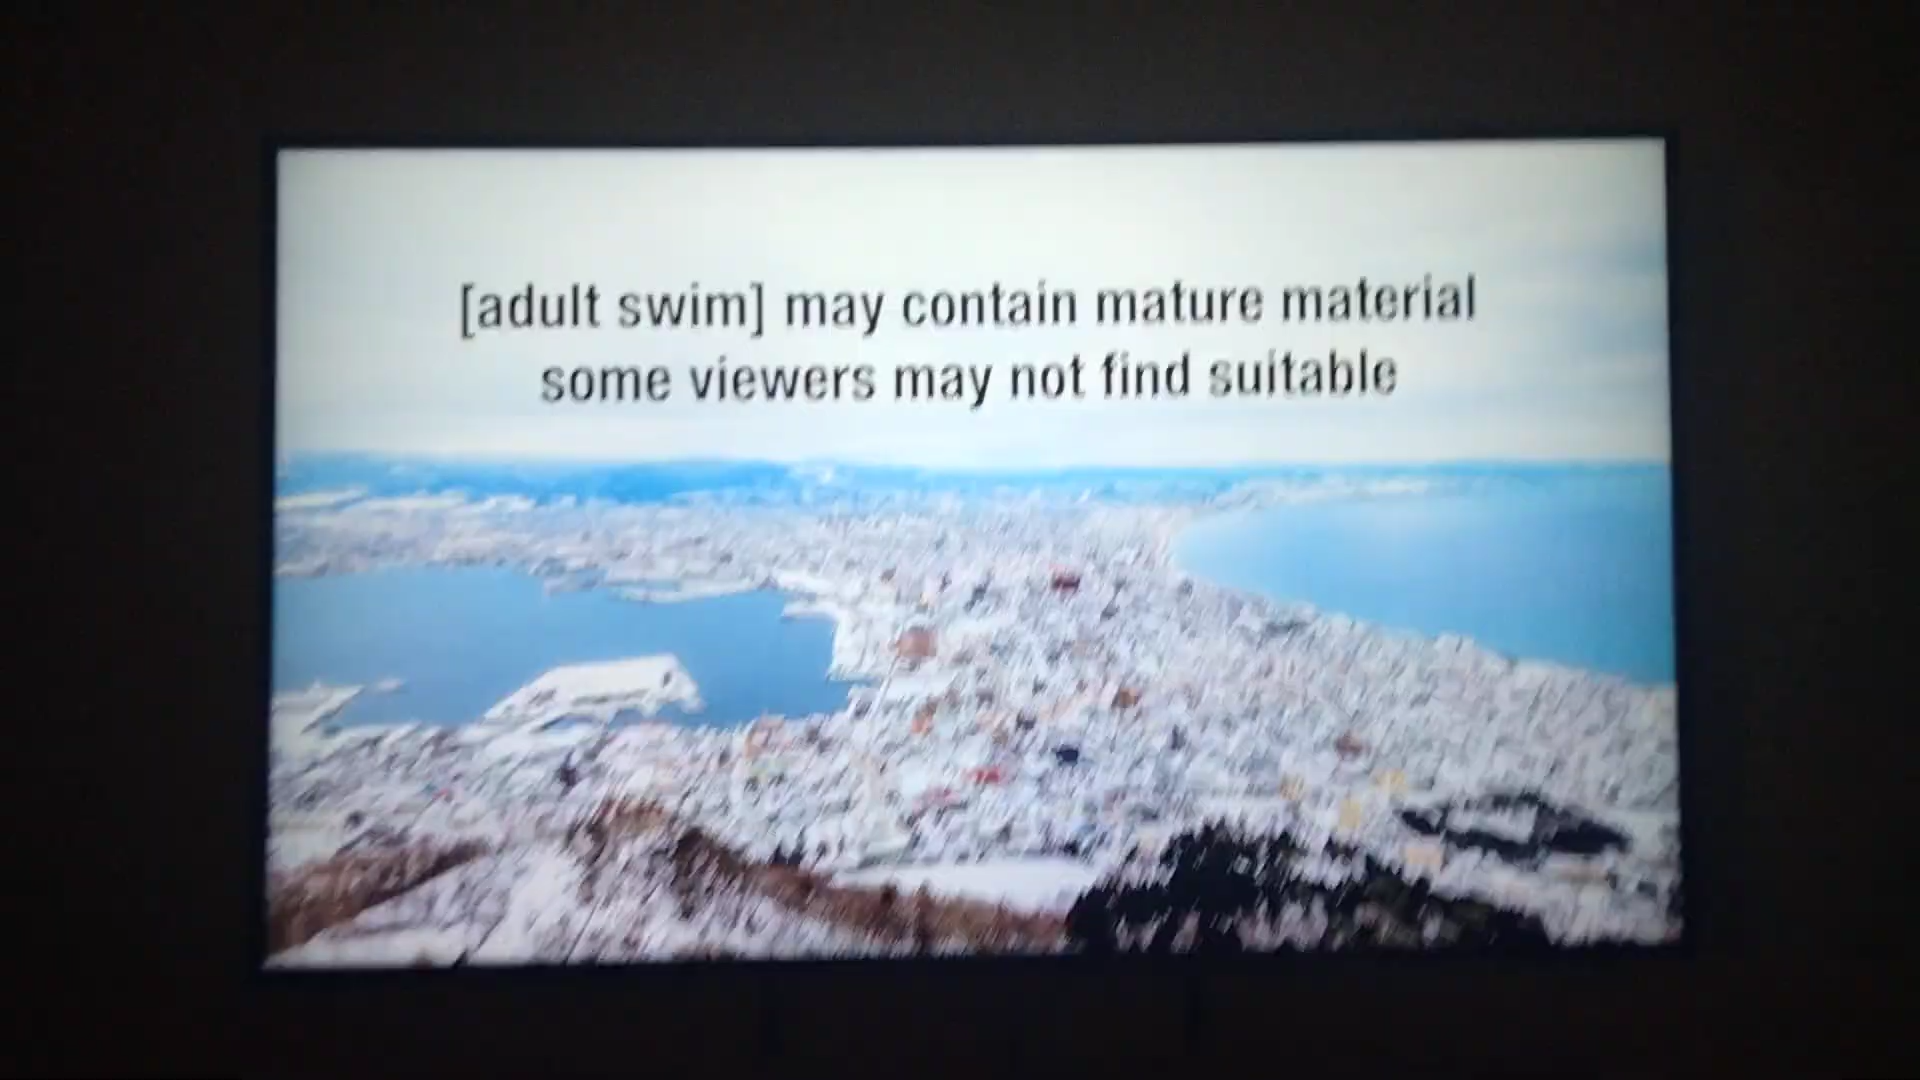 [adult swim] may contain mature material
some viewers may not find suitable